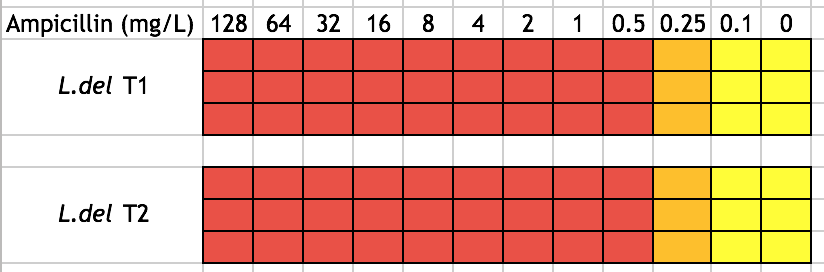 Ampicillin (mg/L) 128 64 32 16 8 4 2 1 0.5 0.25 0.1 0
L.del T1
L.del T2